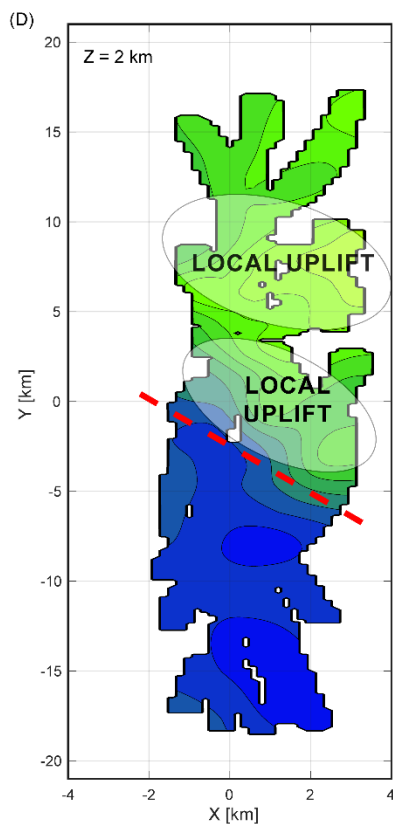 (D)
Z = 2 km
20
15
10
5
0
-5
-10
-15
-20
Y [km]
LOCAL UPLIFT
LOCAL
UPLIFT
-4
-2
0
2
4
X [km]